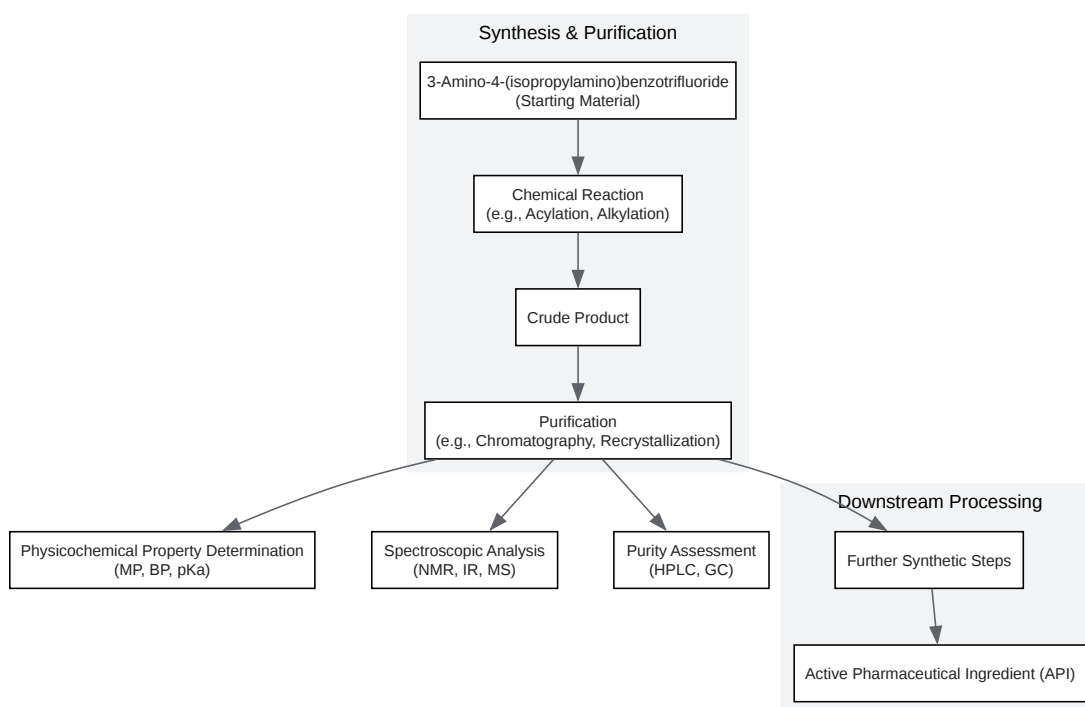 Synthesis & Purification
3-Amino-4-(isopropylamino)benzotrifluoride
(Starting Material)
Chemical Reaction
(e.g., Acylation, Alkylation)
Crude Product
Purification
(e.g., Chromatography, Recrystallization)
Downstream Processing
Physicochemical Property Determination
(MP, BP, pKa)
Spectroscopic Analysis
(NMR, IR, MS)
Purity Assessment
(HPLC, GC)
Further Synthetic Steps
Active Pharmaceutical Ingredient (API)